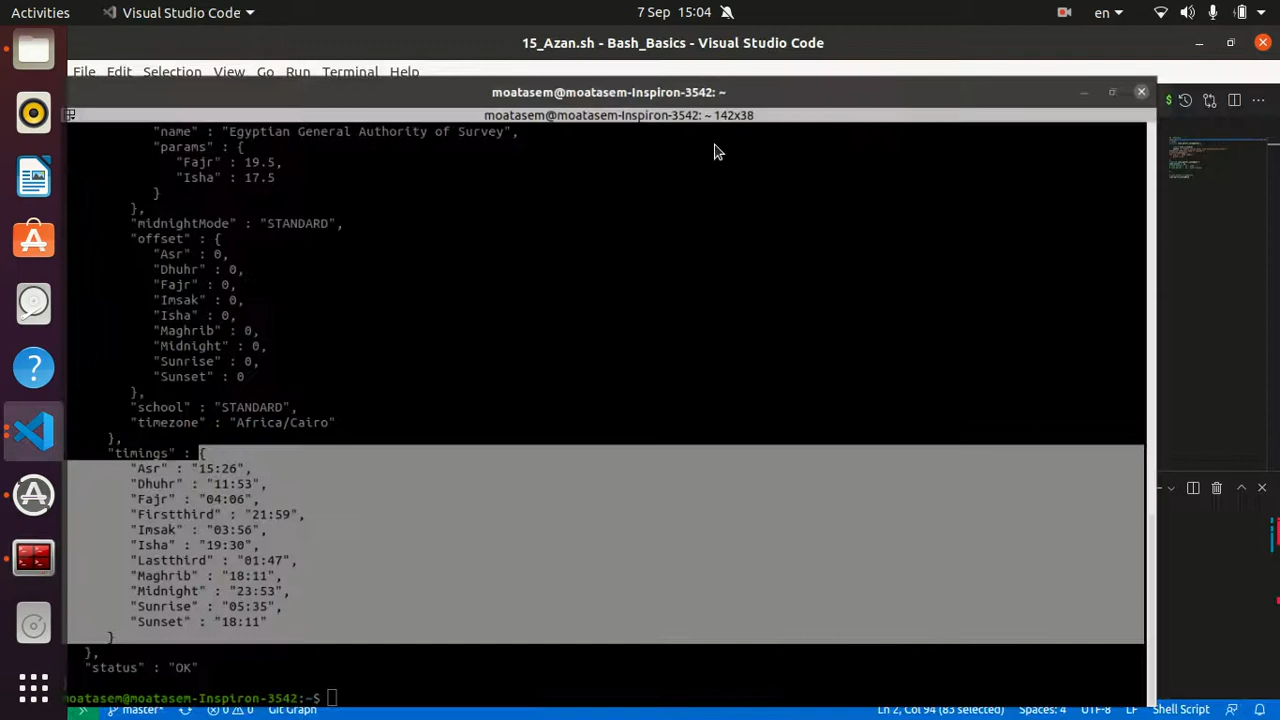 Activities
Visual Studio Code
7 Sep 15:04
en
15_Azan.sh - Bash_Basics - Visual Studio Code
File Edit Selection View Go Run Terminal Help
moatasem@moatasem-Inspiron-3542: ~
moatasem@moatasem-Inspiron-3542: ~ 142x38
"name" : "Egyptian General Authority of Survey",
"params" : {
"Fajr" : 19.5,
"Isha" : 17.5
}
},
"midnightMode" : "STANDARD",
"offset" : {
"Asr" : 0,
"Dhuhr" : 0,
"Fajr" : 0,
"Imsak" : 0,
"Isha" : 0,
"Maghrib" : 0,
"Midnight" : 0,
"Sunrise" : 0,
"Sunset" : 0
},
"school" : "STANDARD",
"timezone" : "Africa/Cairo"
},
"timings" : {
"Asr" : "15:26",
"Dhuhr" : "11:53",
"Fajr" : "04:06",
"Firstthird" : "21:59",
"Imsak" : "03:56",
"Isha" : "19:30",
"Lastthird" : "01:47",
"Maghrib" : "18:11",
"Midnight" : "23:53",
"Sunrise" : "05:35",
"Sunset" : "18:11"
}
},
"status" : "OK"
moatasem@moatasem-Inspiron-3542:~$
master* 0 0 Git Graph Ln 2, Col 94 (83 selected) Spaces: 4 UTF-8 LF Shell Script